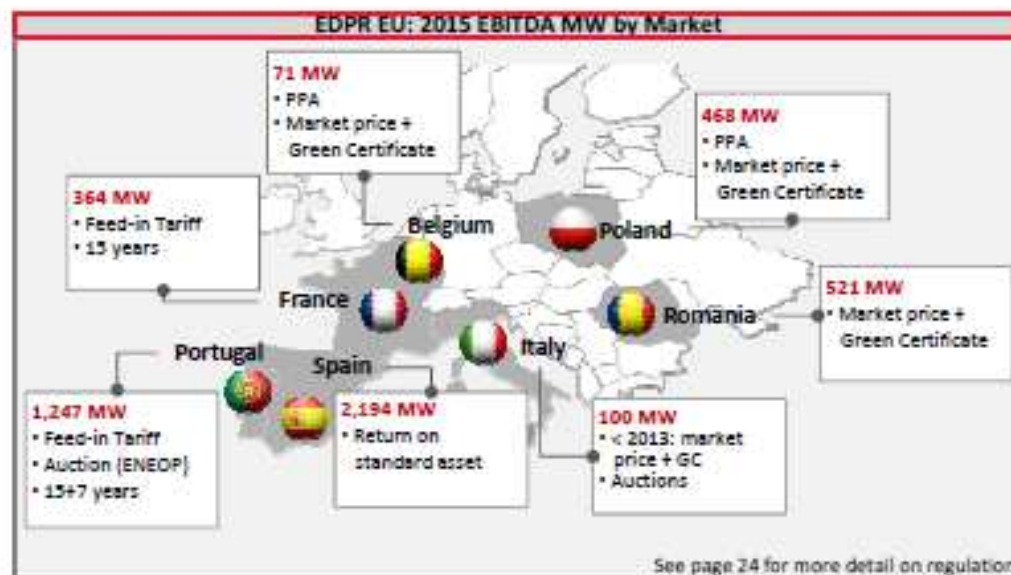 EDPR EU: 2015 EBITDA MW by Market
71 MW
• PPA
• Market price +
Green Certificate
468 MW
• PPA
• Market price +
Green Certificate
364 MW
• Feed-in Tariff
• 15 years
Belgium
Poland
France
România
521 MW
• Market price +
Green Certificate
Portugal
Spain
Italy
1,247 MW
• Feed-in Tariff
• Auction (ENEOP)
• 15+7 years
2,194 MW
• Return on
standard asset
100 MW
• < 2013: market
price + GC
• Auctions
See page 24 for more detail on regulation